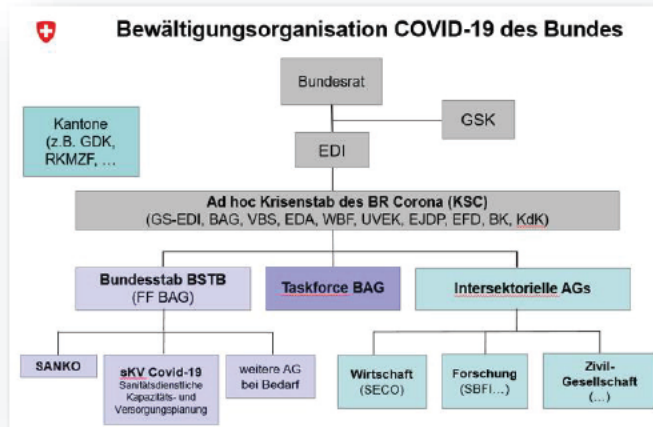 Bewältigungsorganisation COVID-19 des Bundes
Bundesrat
GSK
Kantone
(z.B. GDK,
RKMZF, ...
EDI
Ad hoc Krisenstab des BR Corona (KSC)
(GS-EDI, BAG, VBS, EDA, WBF, UVEK, EJDP, EFD, BK, KdK)
Bundesstab BSTB
(FF BAG)
Taskforce BAG
Intersektorielle AGs
SANKO
sKV Covid-19
Sanitätsdienstliche
Kapazitäts- und
Versorgungsplanung
weitere AG
bei Bedarf
Wirtschaft
(SECO)
Forschung
(SBFI...)
Zivil-
Gesellschaft
(...)